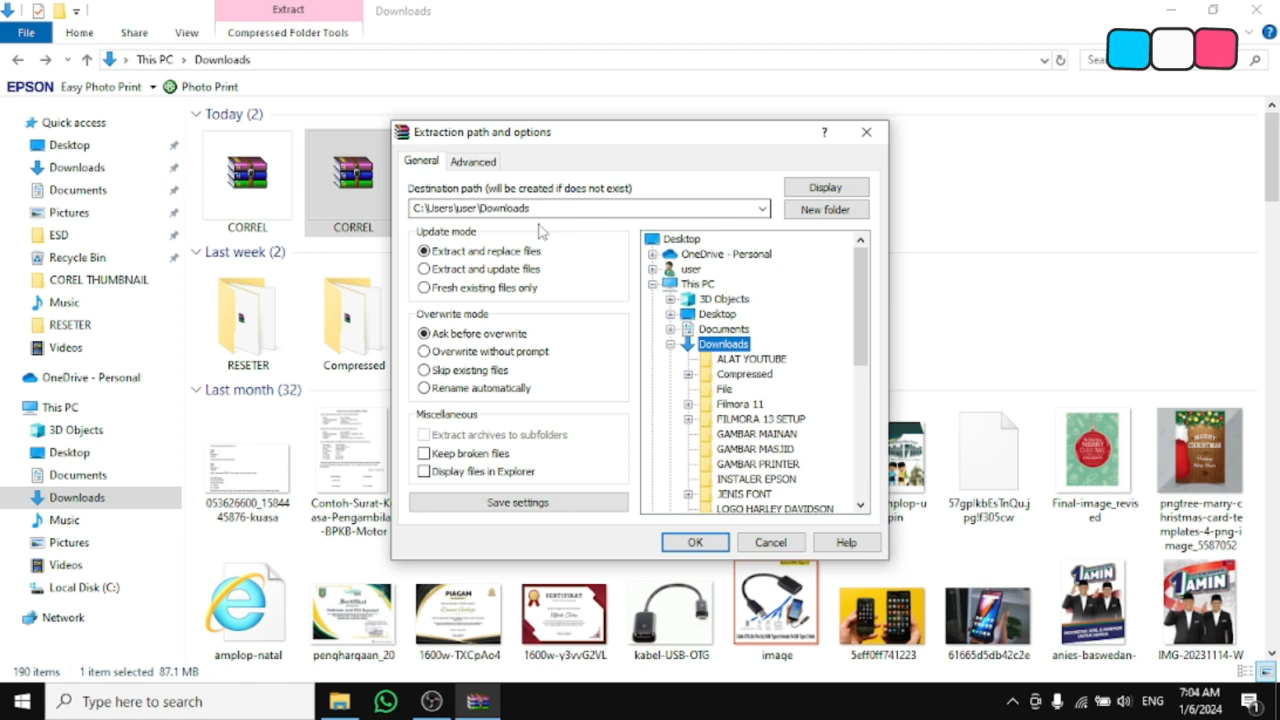 Extract
Downloads
File
Home
Share
View
Compressed Folder Tools
This PC
Downloads
EPSON Easy Photo Print
Photo Print
Quick access
Desktop
Downloads
Documents
Pictures
ESD
Recycle Bin
COREL THUMBNAIL
Music
RESETER
Videos
OneDrive - Personal
This PC
3D Objects
Desktop
Documents
Downloads
Music
Pictures
Videos
Local Disk (C:)
Network
Today (2)
CORREL
CORREL
Last week (2)
RESETER
Compressed
Last month (32)
053626600_15844
45876-kuasa
Contoh-Surat-K
asa-Pengambila
-BPKB-Motor
57gplkbEsTnQu.j
pg!f305cw
Final-image_revis
ed
pngtree-marry-c
hristmas-card-te
mplates-4-png-i
mage_5587052
amplop-natal
penghargaan_20
1600w-TXCpAo4
1600w-y3vvG2VL
kabel-USB-OTG
image
5eff0ff741223
61665d5db42c2e
anies-baswedan-
IMG-20231114-W
Extraction path and options
?
General
Advanced
Destination path (will be created if does not exist)
C:\Users\user\Downloads
Display
New folder
Update mode
Extract and replace files
Extract and update files
Fresh existing files only
Overwrite mode
Ask before overwrite
Overwrite without prompt
Skip existing files
Rename automatically
Miscellaneous
Extract archives to subfolders
Keep broken files
Display files in Explorer
Save settings
Desktop
OneDrive - Personal
user
This PC
3D Objects
Desktop
Documents
Downloads
ALAT YOUTUBE
Compressed
File
Filmora 11
FILMORA 13 SETUP
GAMBAR MAINAN
GAMBAR MASJID
GAMBAR PRINTER
INSTALER EPSON
JENIS FONT
LOGO HARLEY DAVIDSON
OK
Cancel
Help
190 items
1 item selected 87.1 MB
Type here to search
ENG
7:04 AM
1/6/2024